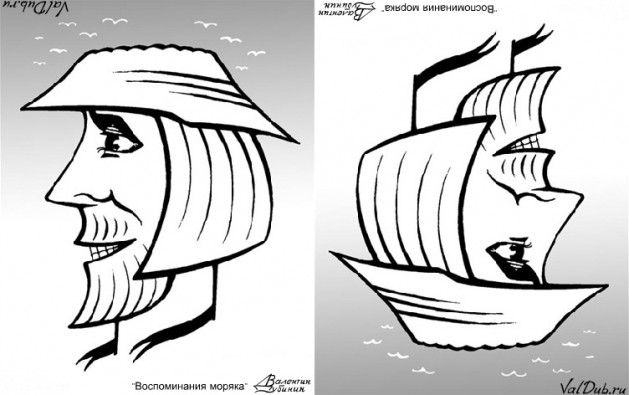 ValDub.ru
"Воспоминания моряка"
Валентин
Дубинин
"Воспоминания моряка"
Валентин
Дубинин
ValDub.ru